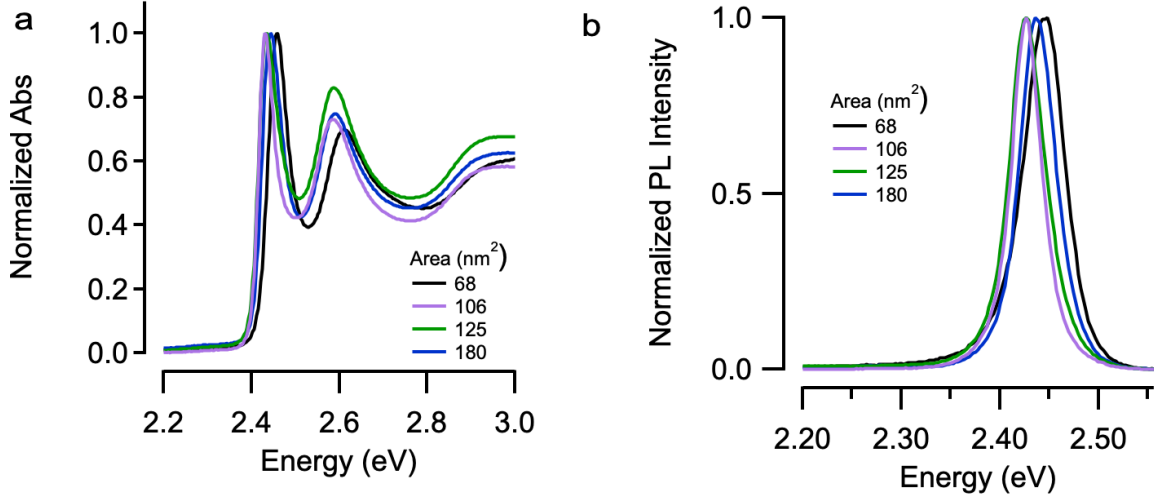 a
Normalized Abs
1.0
0.8
0.6
0.4
0.2
0.0
Area (nm²)
68
106
125
180
2.2 2.4 2.6 2.8 3.0
Energy (eV)
b
Normalized PL Intensity
1.0
0.5
0.0
Area (nm²)
68
106
125
180
2.20 2.30 2.40 2.50
Energy (eV)